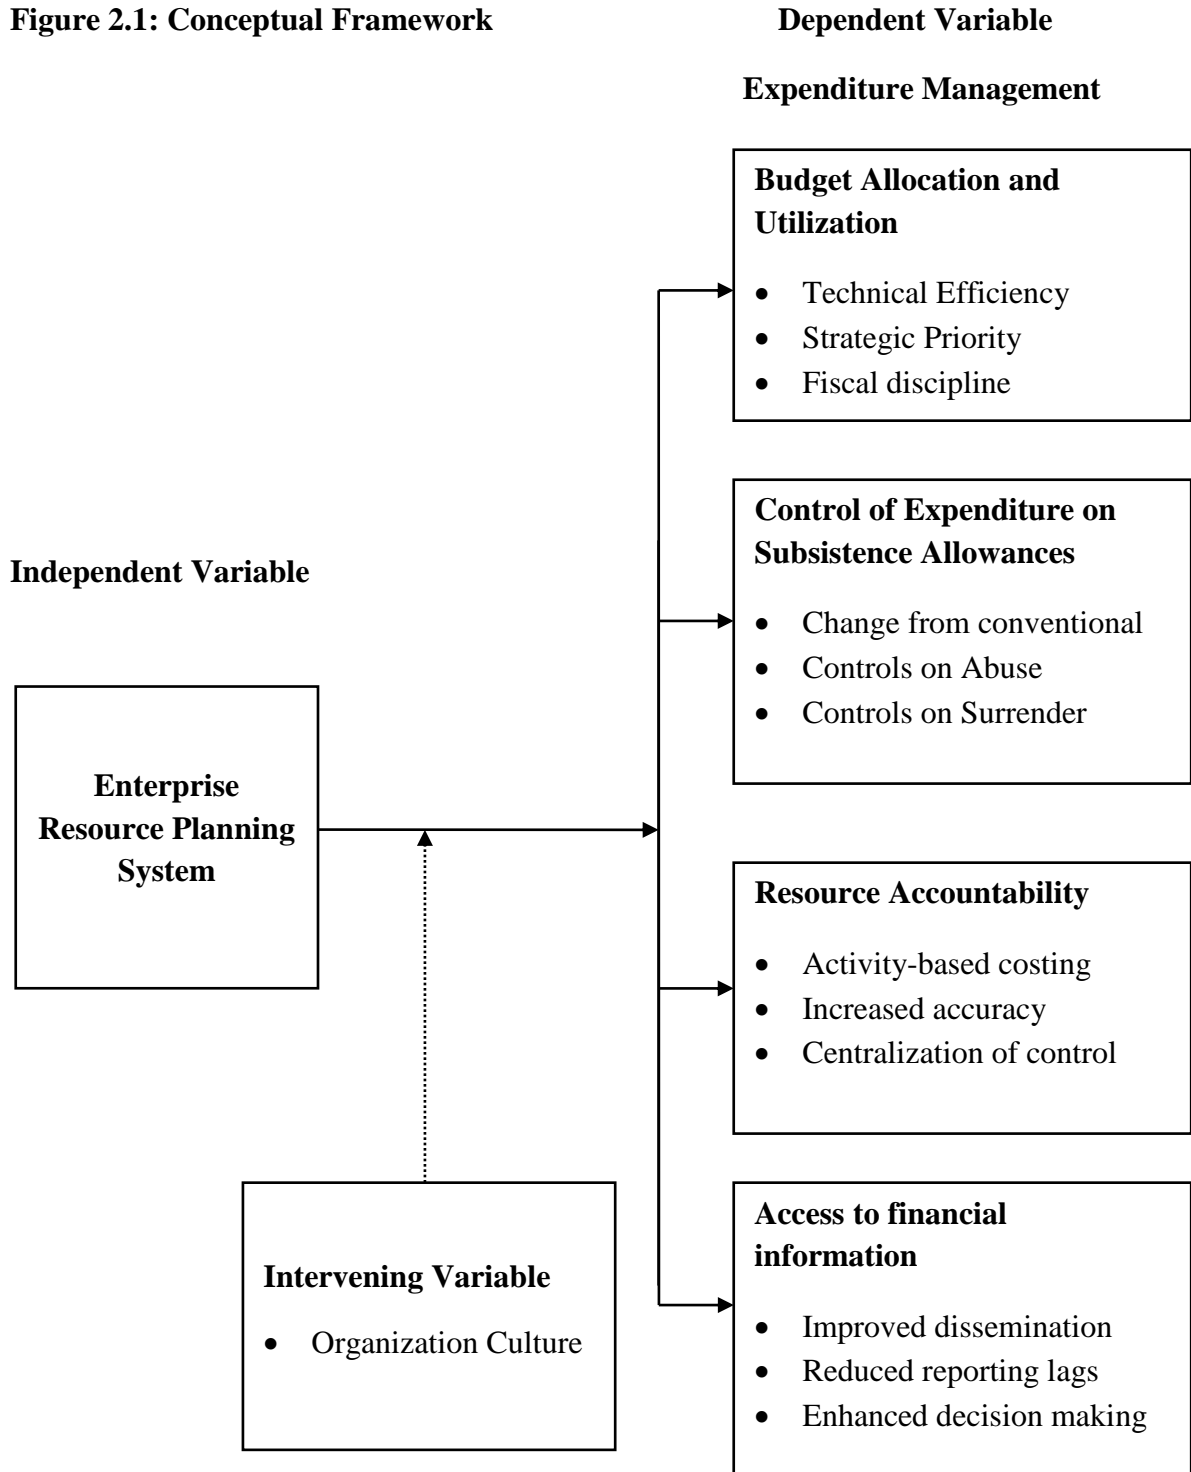 Figure 2.1: Conceptual Framework
Dependent Variable
Expenditure Management
Budget Allocation and
Utilization
• Technical Efficiency
• Strategic Priority
• Fiscal discipline
Control of Expenditure on
Subsistence Allowances
• Change from conventional
• Controls on Abuse
• Controls on Surrender
Independent Variable
Enterprise
Resource Planning
System
Resource Accountability
• Activity-based costing
• Increased accuracy
• Centralization of control
Intervening Variable
• Organization Culture
Access to financial
information
• Improved dissemination
• Reduced reporting lags
• Enhanced decision making